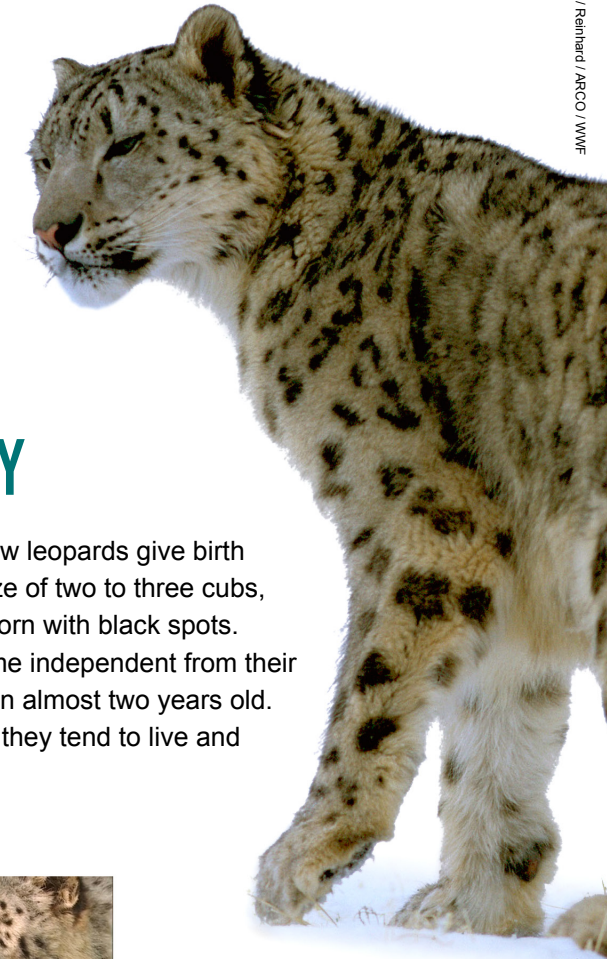 / Reinhard / ARCO / WWF
Y
w leopards give birth
ze of two to three cubs,
orn with black spots.
ne independent from their
n almost two years old.
they tend to live and